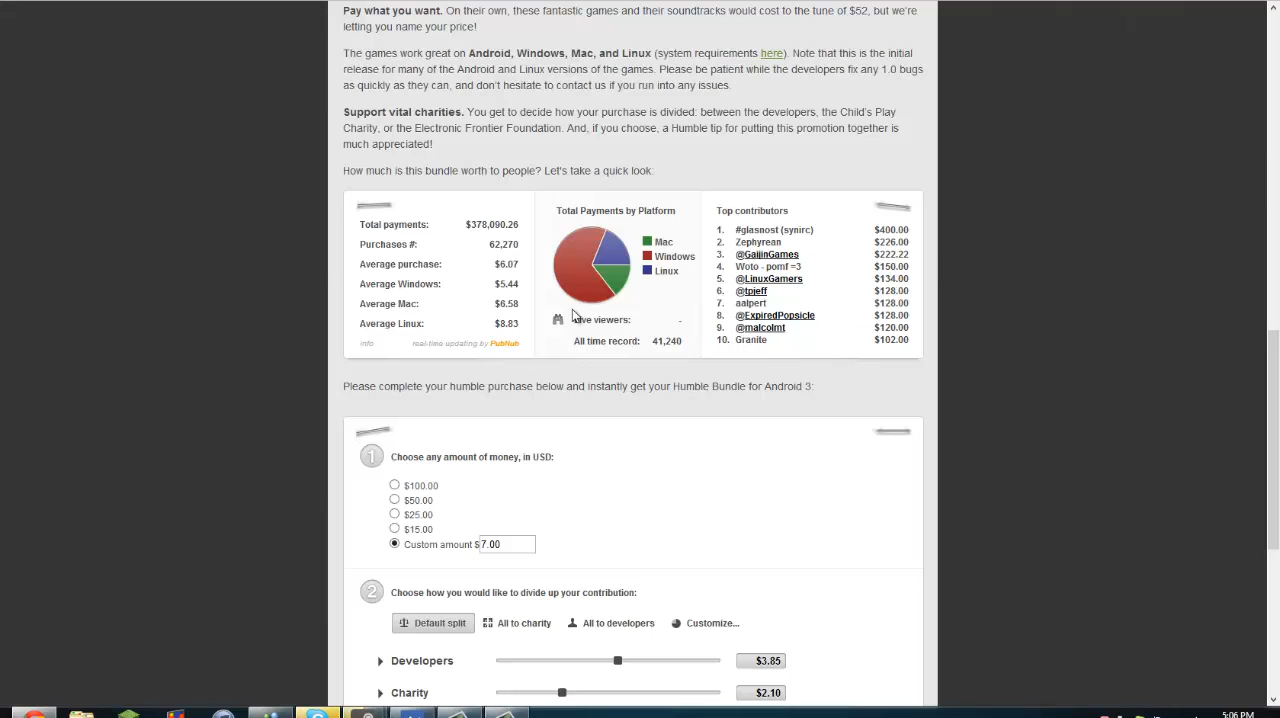 Pay what you want. On their own, these fantastic games and their soundtracks would cost to the tune of $52, but we're
letting you name your price!
The games work great on Android, Windows, Mac, and Linux (system requirements here). Note that this is the initial
release for many of the Android and Linux versions of the games. Please be patient while the developers fix any 1.0 bugs
as quickly as they can, and don't hesitate to contact us if you run into any issues.
Support vital charities. You get to decide how your purchase is divided: between the developers, the Child's Play
Charity, or the Electronic Frontier Foundation. And, if you choose, a Humble tip for putting this promotion together is
much appreciated!
How much is this bundle worth to people? Let's take a quick look.
Total payments: $378,090.26
Purchases #: 62,270
Average purchase: $6.07
Average Windows: $5.44
Average Mac: $6.58
Average Linux: $8.83
info real-time updating by PubNub
Total Payments by Platform
Mac
Windows
Linux
viewers: -
All time record: 41,240
Top contributors
1. #glasnost (synirc) $400.00
2. Zephyrean $226.00
3. @GaijinGames $222.22
4. Woto - pomf =3 $150.00
5. @LinuxGamers $134.00
6. @tpjeff $128.00
7. aalpert $128.00
8. @ExpiredPopsicle $128.00
9. @malcolmt $120.00
10. Granite $102.00
Please complete your humble purchase below and instantly get your Humble Bundle for Android 3:
1 Choose any amount of money, in USD:
$100.00
$50.00
$25.00
$15.00
Custom amount $ 7.00
2 Choose how you would like to divide up your contribution:
Default split All to charity All to developers Customize...
Developers $3.85
Charity $2.10
5:06 PM